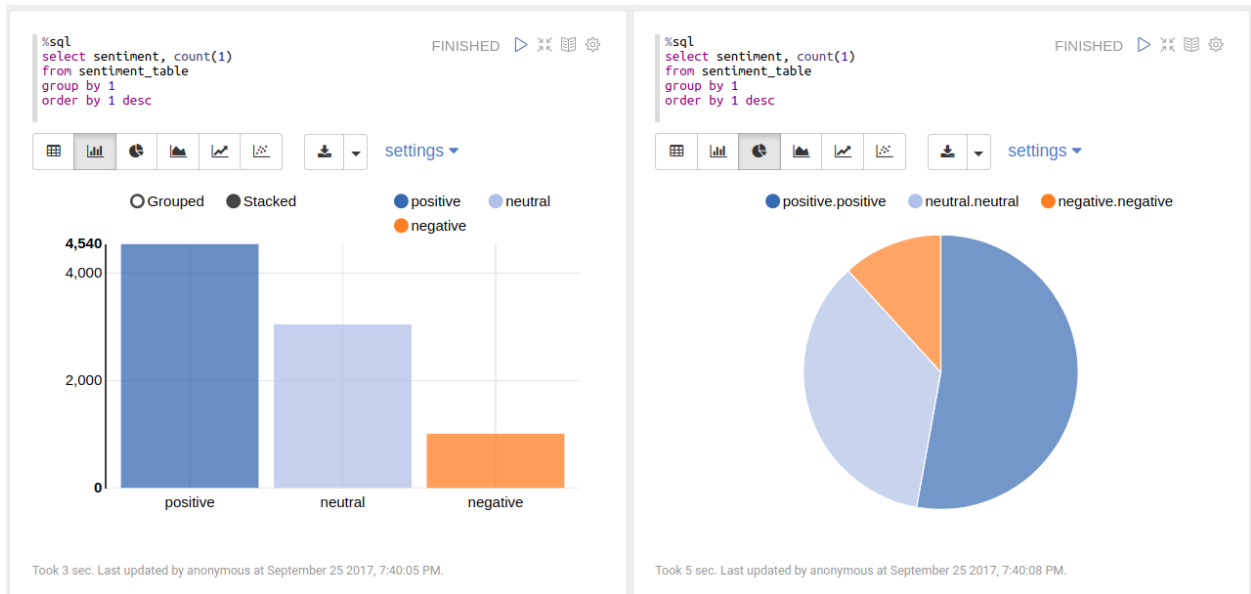 %sql
select sentiment, count(1)
from sentiment_table
group by 1
order by 1 desc
FINISHED
settings
Grouped Stacked
positive neutral
negative
4,540
4,000
2,000
0
positive neutral negative
Took 3 sec. Last updated by anonymous at September 25 2017, 7:40:05 PM.
%sql
select sentiment, count(1)
from sentiment_table
group by 1
order by 1 desc
FINISHED
settings
positive.positive neutral.neutral negative.negative
Took 5 sec. Last updated by anonymous at September 25 2017, 7:40:08 PM.